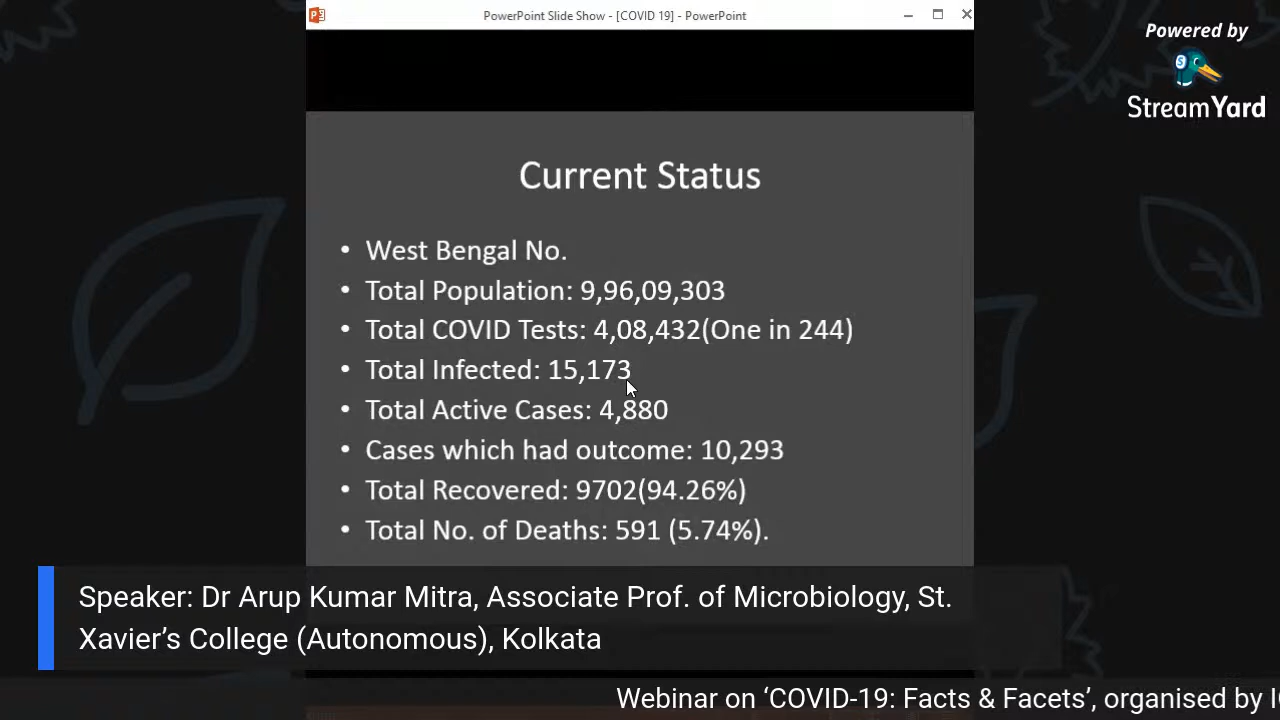 PowerPoint Slide Show - [COVID 19] - PowerPoint
Powered by
StreamYard
Current Status
• West Bengal No.
• Total Population: 9,96,09,303
• Total COVID Tests: 4,08,432(One in 244)
• Total Infected: 15,173
• Total Active Cases: 4,880
• Cases which had outcome: 10,293
• Total Recovered: 9702(94.26%)
• Total No. of Deaths: 591 (5.74%).
Speaker: Dr Arup Kumar Mitra, Associate Prof. of Microbiology, St.
Xavier’s College (Autonomous), Kolkata
Webinar on ‘COVID-19: Facts & Facets’, organised by